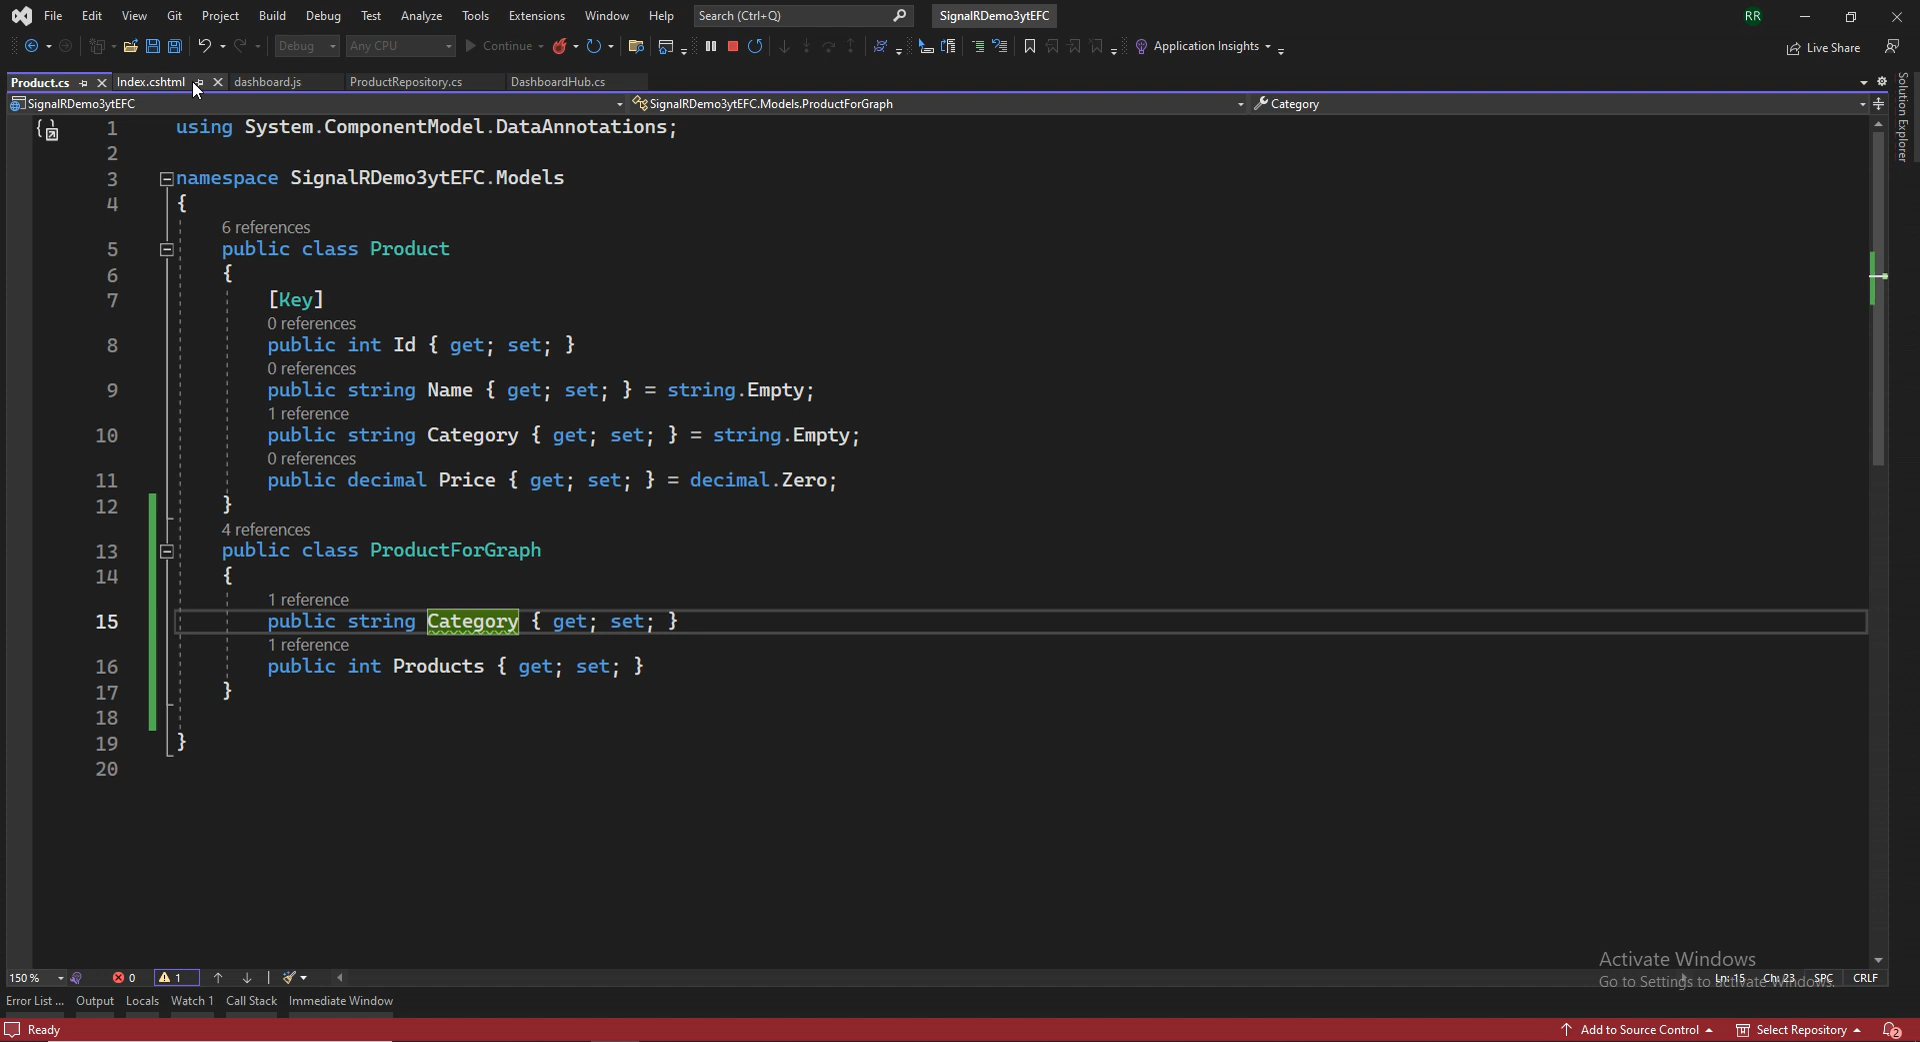 File Edit View Git Project Build Debug Test Analyze Tools Extensions Window Help Search (Ctrl+Q) SignalRDemo3ytEFC RR
Debug Any CPU Continue Application Insights Live Share
Product.cs Index.cshtml dashboard.js ProductRepository.cs DashboardHub.cs
SignalRDemo3ytEFC SignalRDemo3ytEFC.Models.ProductForGraph Category
Solution Explorer
1 using System.ComponentModel.DataAnnotations;
2
3 namespace SignalRDemo3ytEFC.Models
4 {
6 references
5 public class Product
6 {
7 [Key]
0 references
8 public int Id { get; set; }
0 references
9 public string Name { get; set; } = string.Empty;
1 reference
10 public string Category { get; set; } = string.Empty;
0 references
11 public decimal Price { get; set; } = decimal.Zero;
12 }
4 references
13 public class ProductForGraph
14 {
1 reference
15 public string Category { get; set; }
1 reference
16 public int Products { get; set; }
17 }
18
19 }
20
Activate Windows
Go to Settings to activate Windows.
150 % 0 1 Ln: 15 Ch: 23 SPC CRLF
Error List ... Output Locals Watch 1 Call Stack Immediate Window
Ready Add to Source Control Select Repository 2